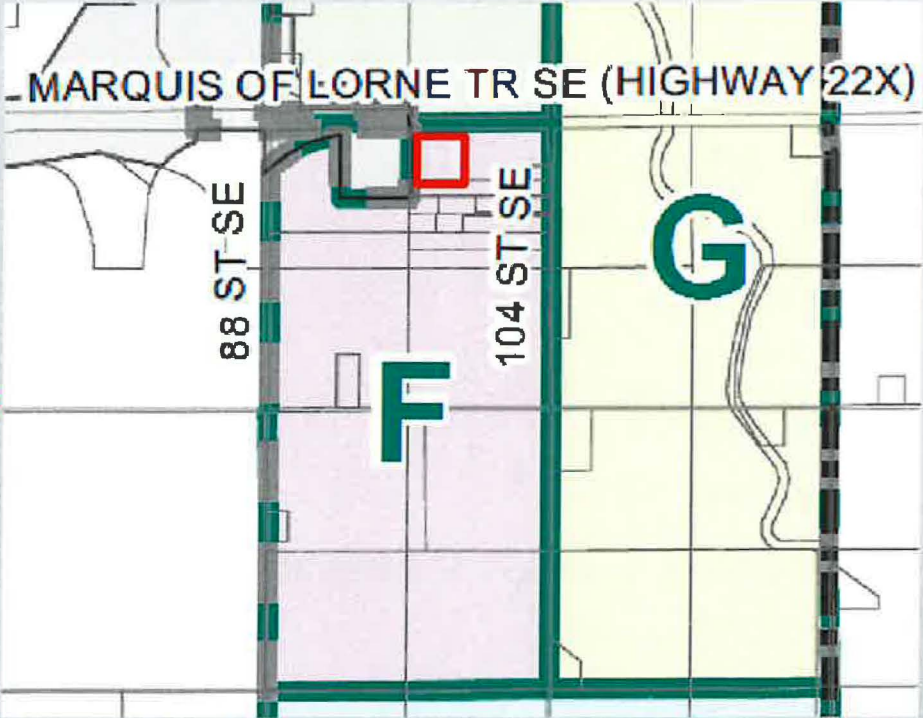 MARQUIS OF LORNE TR SE (HIGHWAY 22X)
88 ST SE
104 ST SE
G
F